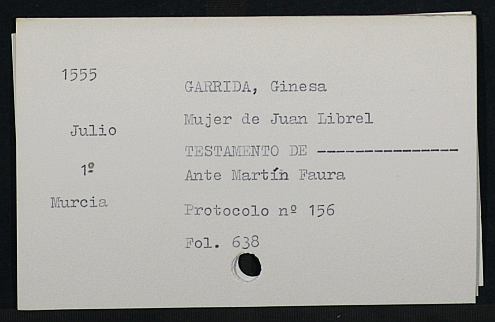 1555
GARRIDA, Ginesa
Julio
Mujer de Juan Librel
TESTAMENTO DE ---------------
1º
Ante Martín Faura
Murcia
Protocolo nº 156
Fol. 638